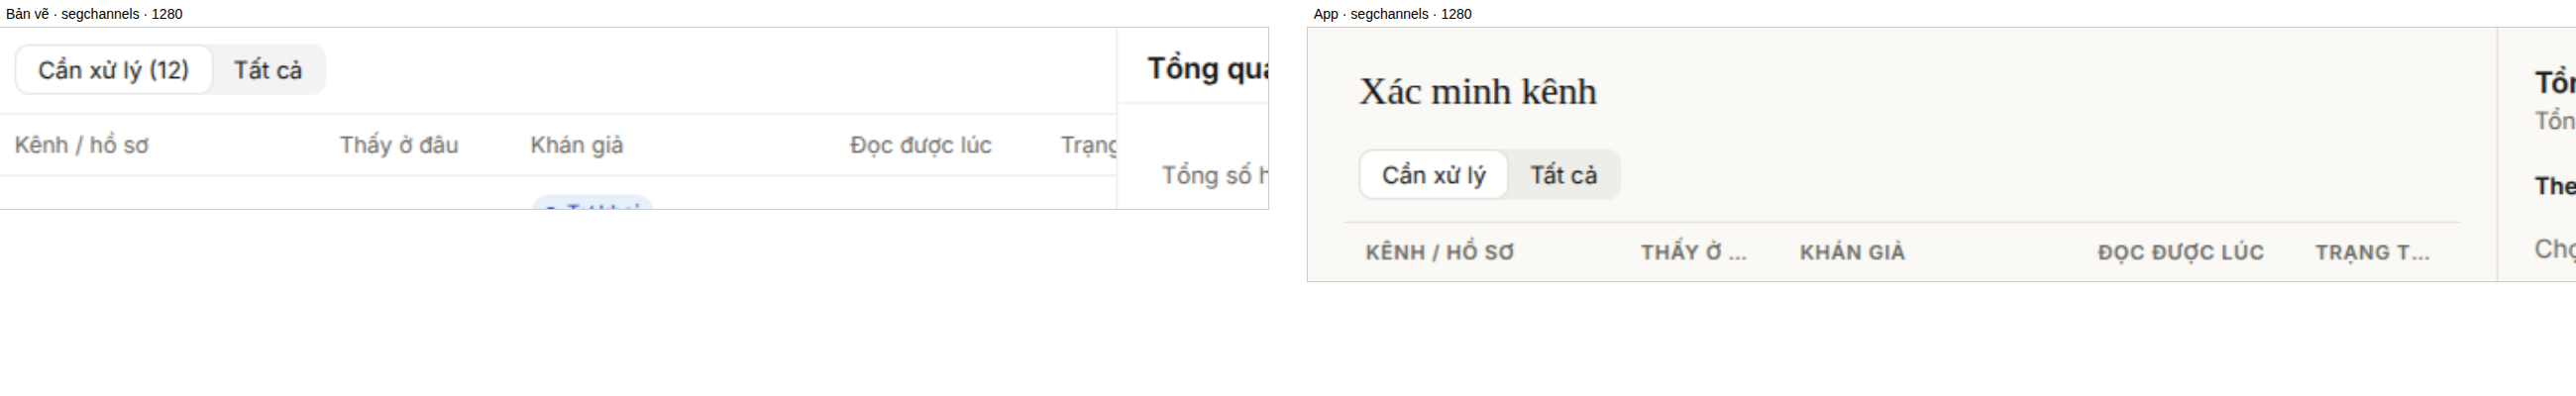 Bản vẽ · segchannels · 1280
Cần xử lý (12) Tất cả
Tổng qu
Kênh / hồ sơ Thấy ở đâu Khán giả Đọc được lúc Trạng
Tổng số h
App · segchannels · 1280
Xác minh kênh
Cần xử lý Tất cả
KÊNH / HỒ SƠ THẤY Ở ... KHÁN GIẢ ĐỌC ĐƯỢC LÚC TRẠNG T...
Tổn
The